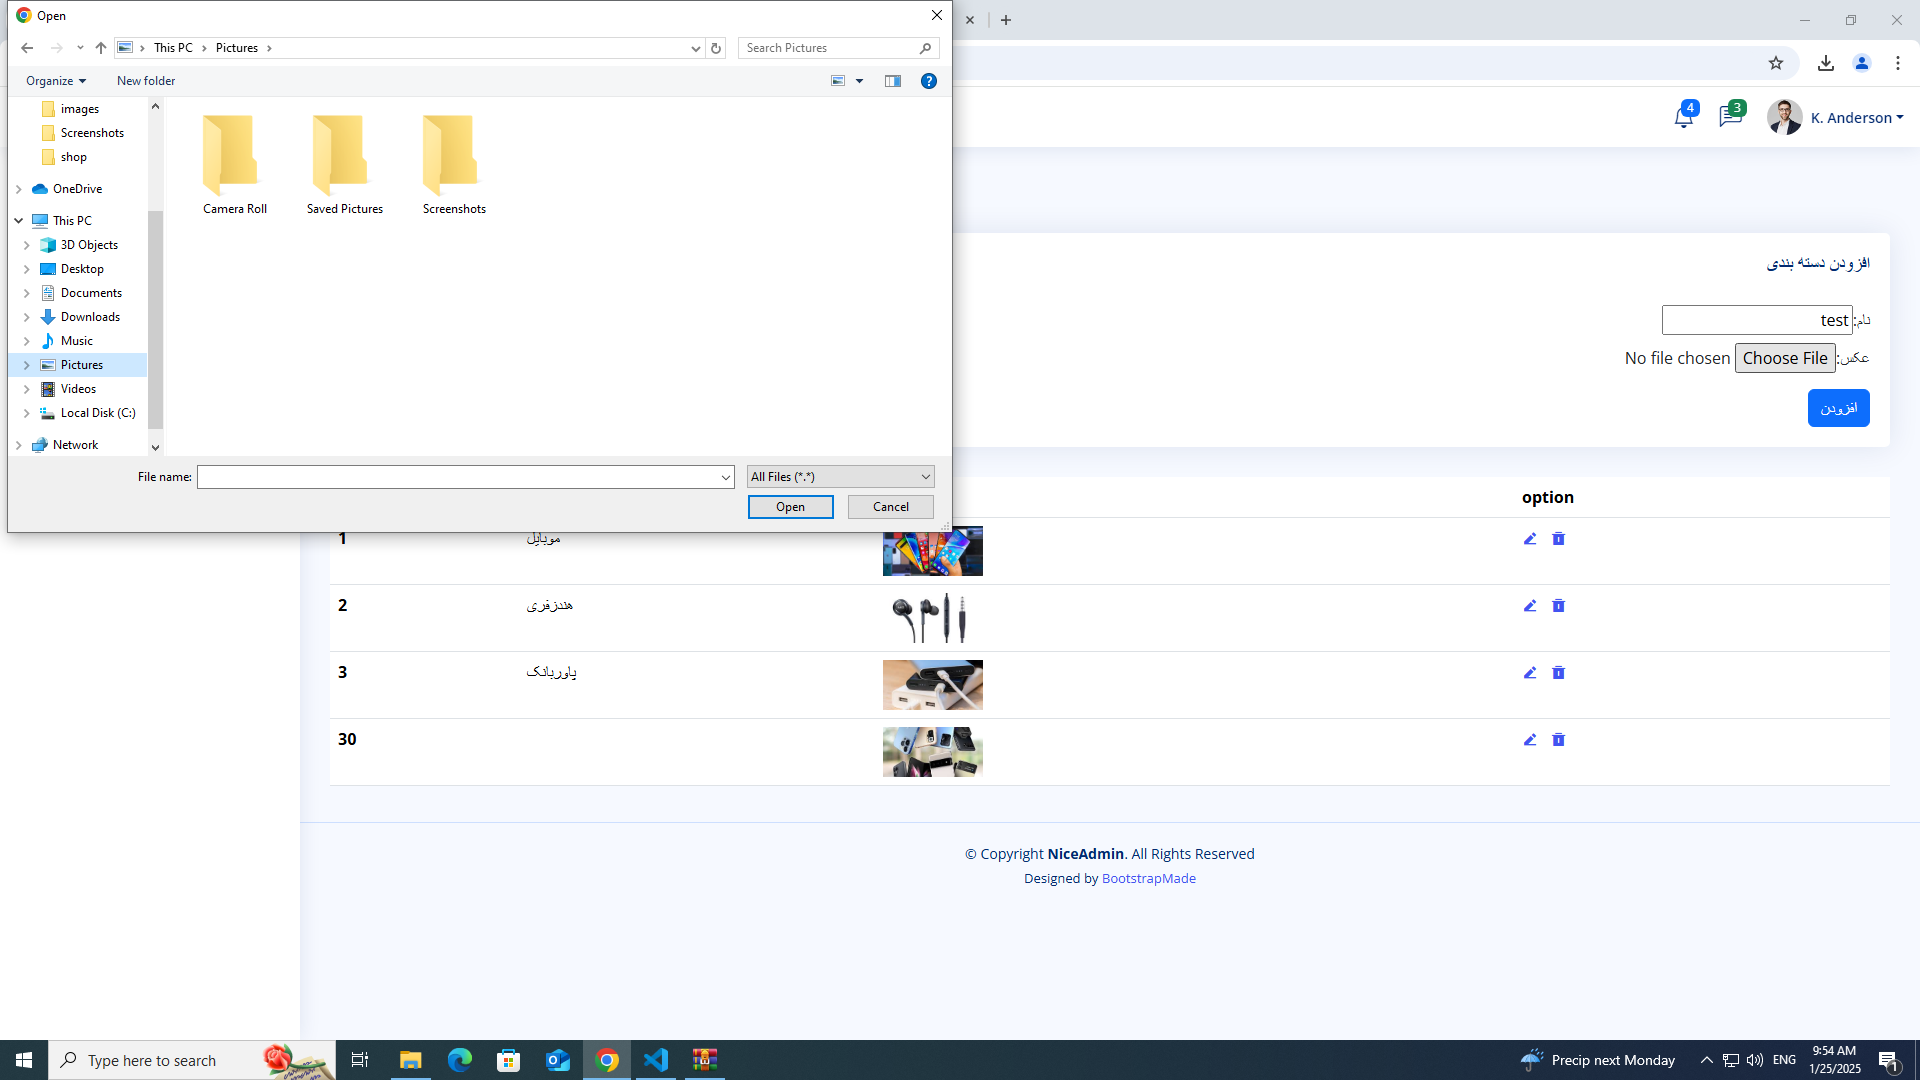 Open
This PC
Pictures
Search Pictures
Organize
New folder
images
Screenshots
shop
OneDrive
This PC
3D Objects
Desktop
Documents
Downloads
Music
Pictures
Videos
Local Disk (C:)
Network
Camera Roll
Saved Pictures
Screenshots
File name:
All Files (*.*)
Open
Cancel
4
3
K. Anderson
افزودن دسته بندی
نام: test
عکس: Choose File No file chosen
افزودن
option
1 موبایل
2 هندزفری
3 پاوربانک
30
© Copyright NiceAdmin. All Rights Reserved
Designed by BootstrapMade
Type here to search
Precip next Monday
ENG
9:54 AM
1/25/2025
1